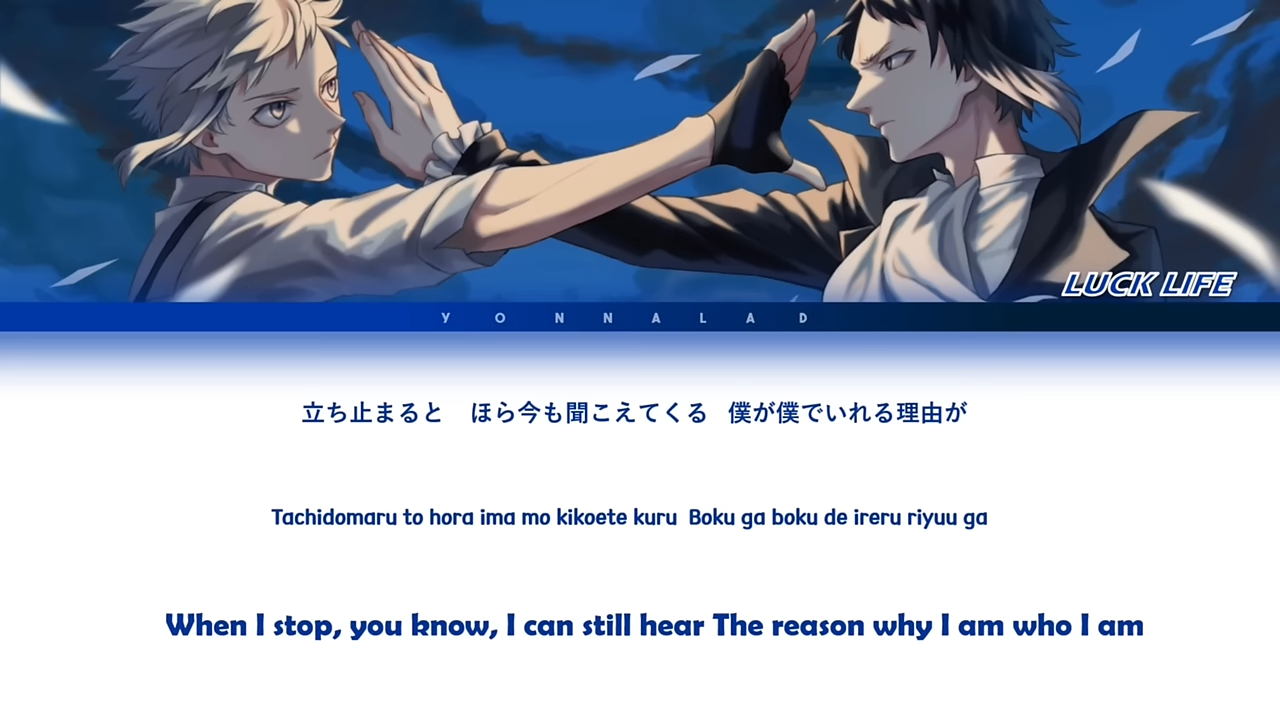 LUCK LIFE
YONNALAD
立ち止まると ほら今も聞こえてくる 僕が僕でいれる理由が
Tachidomaru to hora ima mo kikoete kuru Boku ga boku de ireru riyuu ga
When I stop, you know, I can still hear The reason why I am who I am